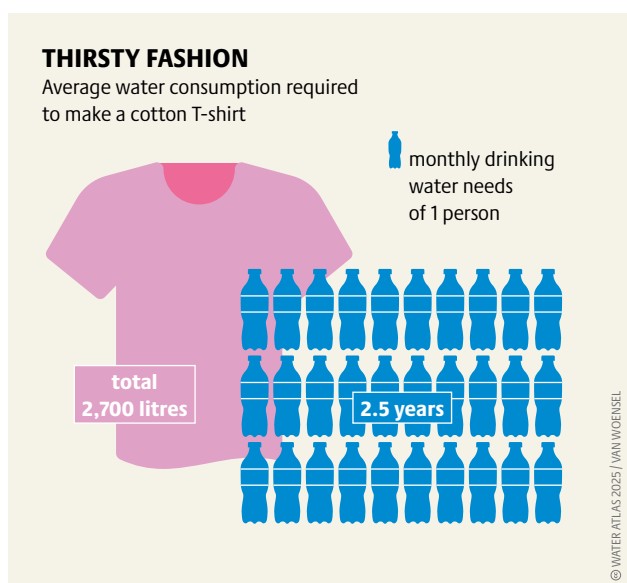 THIRSTY FASHION
Average water consumption required
to make a cotton T-shirt
monthly drinking
water needs
of 1 person
total
2,700 litres
2.5 years
© WATER ATLAS 2025 / VAN WOENSEL